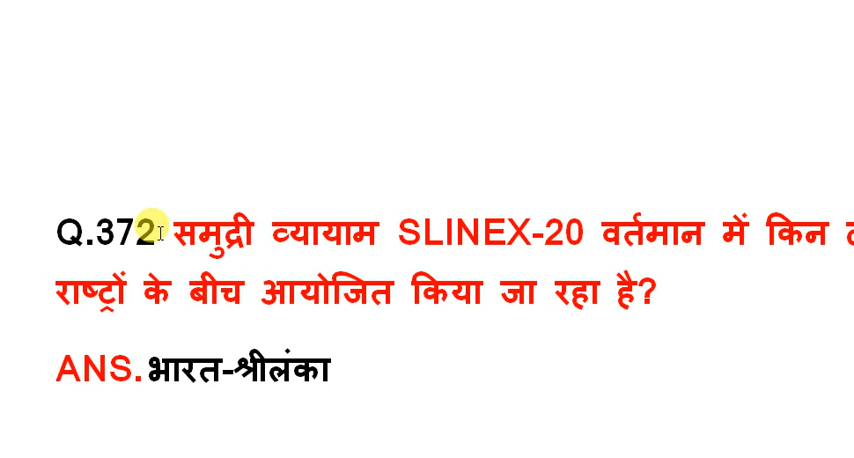 Q.372 समुद्री व्यायाम SLINEX-20 वर्तमान में किन
राष्ट्रों के बीच आयोजित किया जा रहा है?
ANS.भारत-श्रीलंका